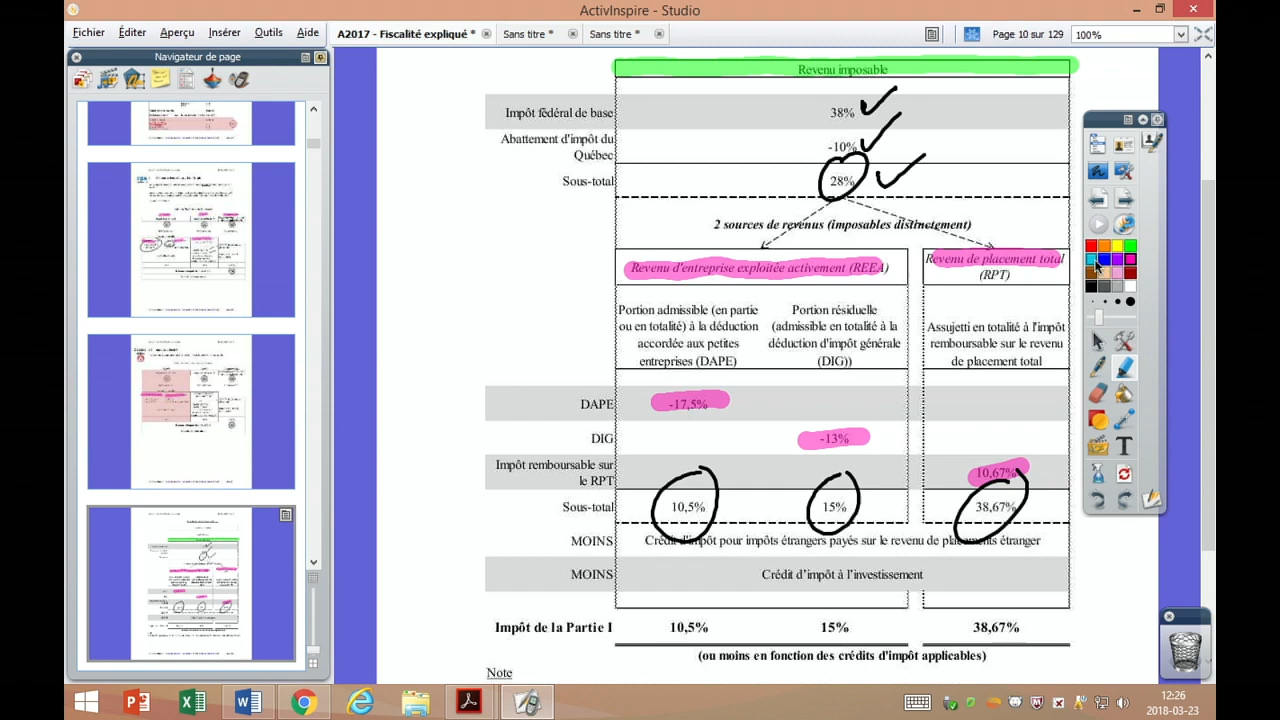 ActivInspire - Studio
Fichier Éditer Aperçu Insérer Outils Aide
A2017 - Fiscalité expliqué * Sans titre * Sans titre * Page 10 sur 129 100%
Navigateur de page
Revenu imposable
Impôt fédéral de base 38%
Abattement d'impôt du
Québec -10%
Sous-total 28%
2 sources de revenus (imposables distinctement)
Revenu d'entreprise exploitée activement (REEA) Revenu de placement total
(RPT)
Portion admissible (en partie Portion résiduelle
ou en totalité) à la déduction (admissible en totalité à la Assujetti en totalité à l'impôt
accordée aux petites déduction d'impôt générale remboursable sur le revenu
entreprises (DAPE) (DIG)) de placement total
DAPE -17,5%
DIG -13%
Impôt remboursable sur
le RPT 10,67%
Sous-total 10,5% 15% 38,67%
MOINS Crédit d'impôt pour impôts étrangers payés sur le revenu de placements étranger
MOINS Crédit d'impôt à l'investissement
Impôt de la Partie I 10,5% 15% 38,67%
(ou moins en fonction des crédits d'impôt applicables)
Note
12:26
2018-03-23